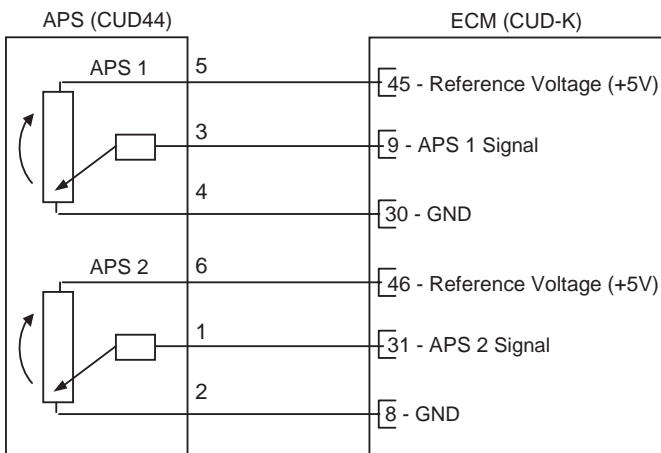 APS (CUD44)
ECM (CUD-K)
APS 1
5
45 - Reference Voltage (+5V)
3
9 - APS 1 Signal
4
30 - GND
APS 2
6
46 - Reference Voltage (+5V)
1
31 - APS 2 Signal
2
8 - GND